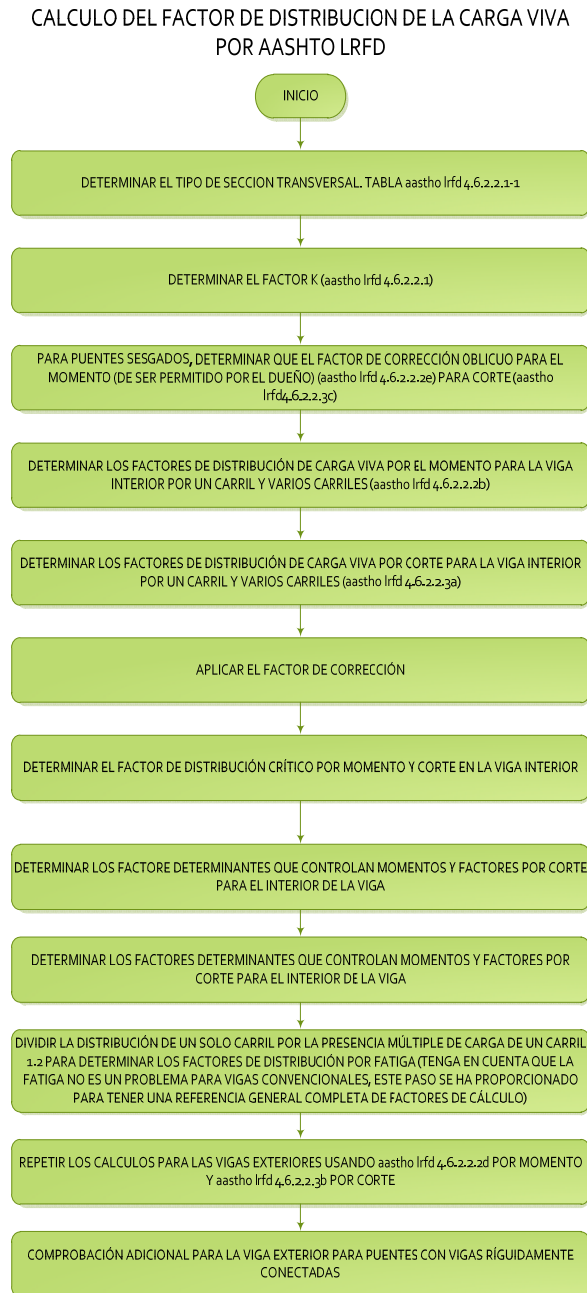 CALCULO DEL FACTOR DE DISTRIBUCION DE LA CARGA VIVA
POR AASHTO LRFD
INICIO
DETERMINAR EL TIPO DE SECCION TRANSVERSAL. TABLA aastho lrfd 4.6.2.2.1-1
DETERMINAR EL FACTOR K (aastho lrfd 4.6.2.2.1)
PARA PUENTES SESGADOS, DETERMINAR QUE EL FACTOR DE CORRECCIÓN OBLICUO PARA EL
MOMENTO (DE SER PERMITIDO POR EL DUEÑO) (aastho lrfd 4.6.2.2.2e) PARA CORTE (aastho
lrfd4.6.2.2.3c)
DETERMINAR LOS FACTORES DE DISTRIBUCIÓN DE CARGA VIVA POR EL MOMENTO PARA LA VIGA
INTERIOR POR UN CARRIL Y VARIOS CARRILES (aastho lrfd 4.6.2.2.2b)
DETERMINAR LOS FACTORES DE DISTRIBUCIÓN DE CARGA VIVA POR CORTE PARA LA VIGA INTERIOR
POR UN CARRIL Y VARIOS CARRILES (aastho lrfd 4.6.2.2.3a)
APLICAR EL FACTOR DE CORRECCIÓN
DETERMINAR EL FACTOR DE DISTRIBUCIÓN CRÍTICO POR MOMENTO Y CORTE EN LA VIGA INTERIOR
DETERMINAR LOS FACTORE DETERMINANTES QUE CONTROLAN MOMENTOS Y FACTORES POR CORTE
PARA EL INTERIOR DE LA VIGA
DETERMINAR LOS FACTORES DETERMINANTES QUE CONTROLAN MOMENTOS Y FACTORES POR
CORTE PARA EL INTERIOR DE LA VIGA
DIVIDIR LA DISTRIBUCIÓN DE UN SOLO CARRIL POR LA PRESENCIA MÚLTIPLE DE CARGA DE UN CARRIL
1.2 PARA DETERMINAR LOS FACTORES DE DISTRIBUCIÓN POR FATIGA (TENGA EN CUENTA QUE LA
FATIGA NO ES UN PROBLEMA PARA VIGAS CONVENCIONALES, ESTE PASO SE HA PROPORCIONADO
PARA TENER UNA REFERENCIA GENERAL COMPLETA DE FACTORES DE CÁLCULO)
REPETIR LOS CALCULOS PARA LAS VIGAS EXTERIORES USANDO aastho lrfd 4.6.2.2.2d POR MOMENTO
Y aastho lrfd 4.6.2.2.3b POR CORTE
COMPROBACIÓN ADICIONAL PARA LA VIGA EXTERIOR PARA PUENTES CON VIGAS RÍGUIDAMENTE
CONECTADAS